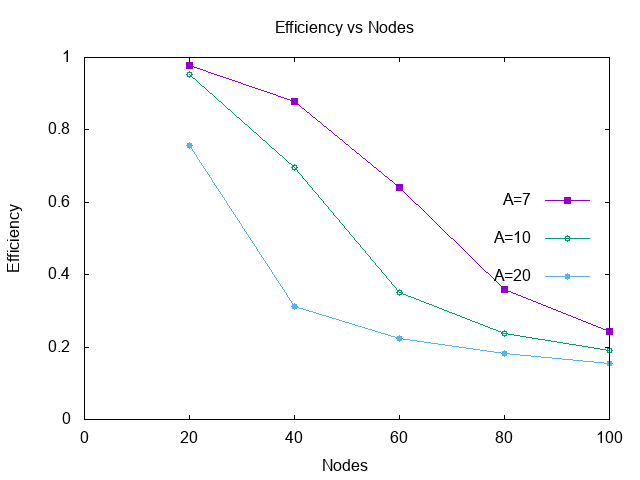 Efficiency vs Nodes
1
0.8
0.6
0.4
0.2
0
Efficiency
A=7
A=10
A=20
0 20 40 60 80 100
Nodes